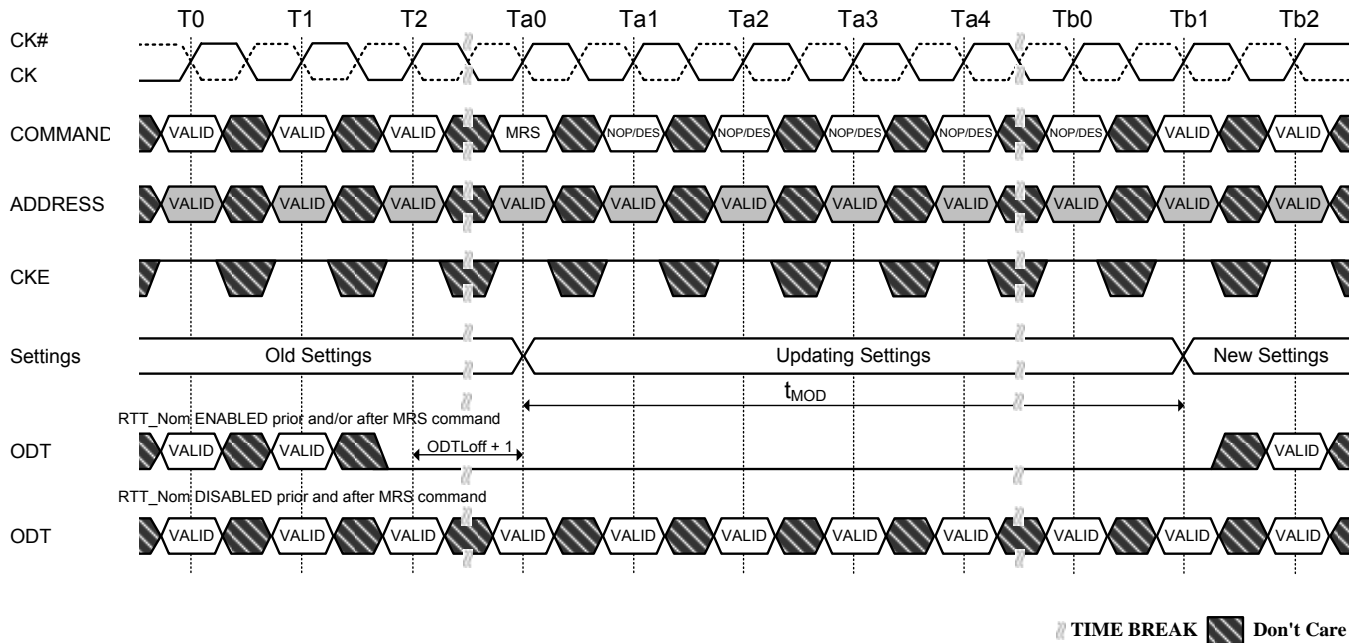 T0 T1 T2 Ta0 Ta1 Ta2 Ta3 Ta4 Tb0 Tb1 Tb2
CK#
CK
COMMAND VALID VALID VALID MRS NOP/DES NOP/DES NOP/DES NOP/DES NOP/DES VALID VALID
ADDRESS VALID VALID VALID VALID VALID VALID VALID VALID VALID VALID VALID
CKE
Settings Old Settings Updating Settings New Settings
tMOD
RTT_Nom ENABLED prior and/or after MRS command
ODT VALID VALID ODTLoff + 1 VALID
RTT_Nom DISABLED prior and after MRS command
ODT VALID VALID VALID VALID VALID VALID VALID VALID VALID VALID VALID
TIME BREAK Don't Care